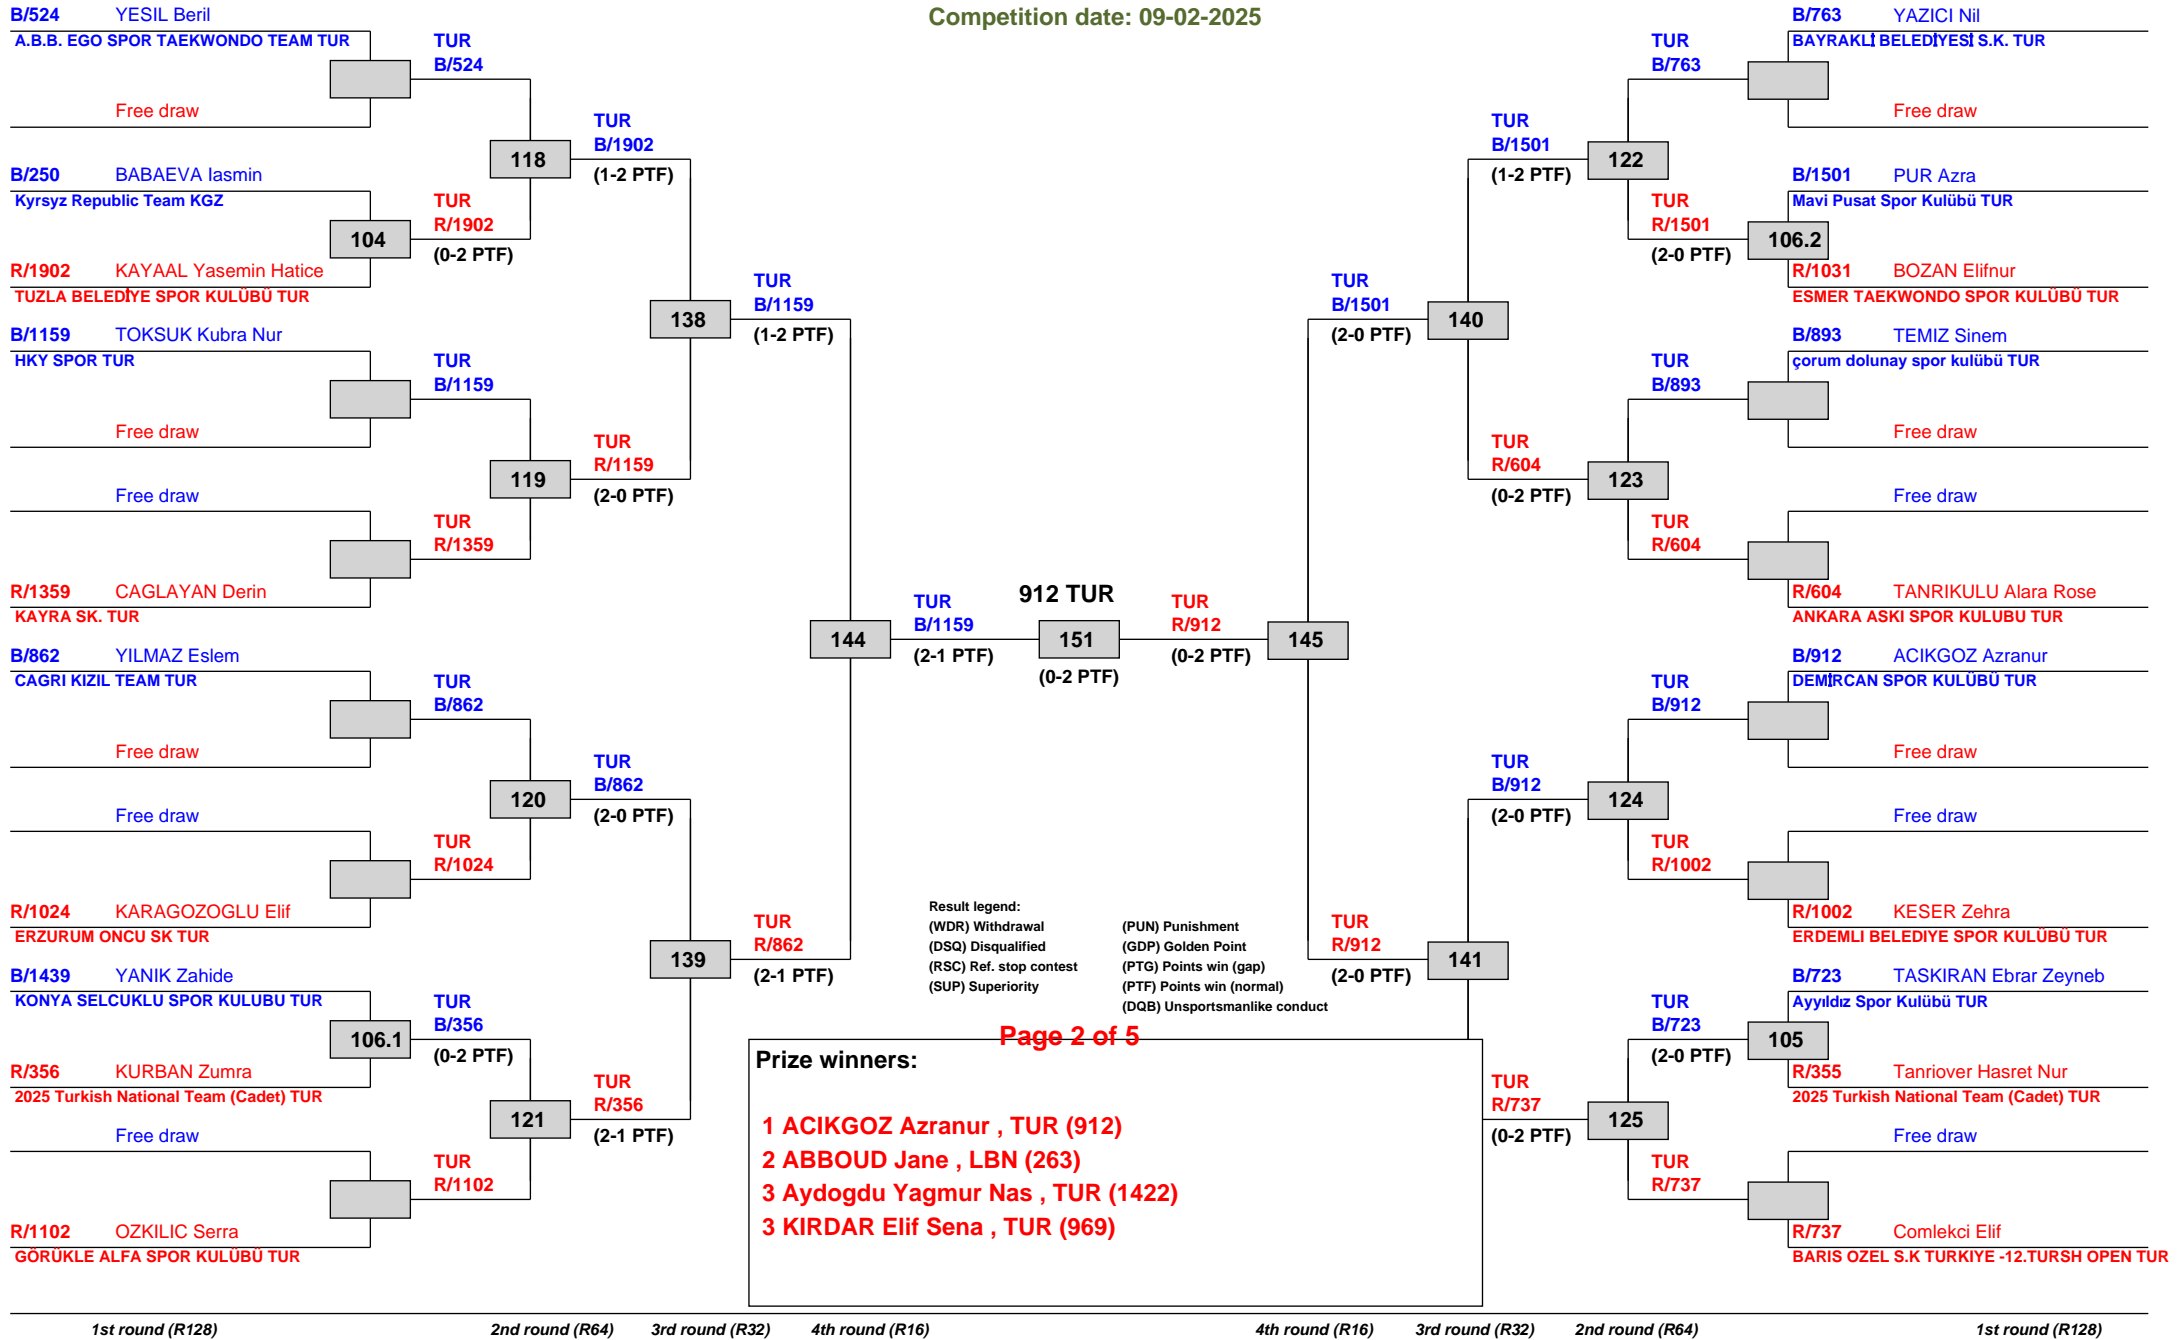 Competition date: 09-02-2025
B/524 YESIL Beril
A.B.B. EGO SPOR TAEKWONDO TEAM TUR
Free draw
B/250 BABAEVA Iasmin
Kyrsyz Republic Team KGZ
104
R/1902 KAYAAL Yasemin Hatice
TUZLA BELEDİYE SPOR KULÜBÜ TUR
B/1159 TOKSUK Kubra Nur
HKY SPOR TUR
Free draw
Free draw
R/1359 CAGLAYAN Derin
KAYRA SK. TUR
B/862 YILMAZ Eslem
CAGRI KIZIL TEAM TUR
Free draw
Free draw
R/1024 KARAGOZOGLU Elif
ERZURUM ONCU SK TUR
B/1439 YANIK Zahide
KONYA SELCUKLU SPOR KULUBU TUR
106.1
R/356 KURBAN Zumra
2025 Turkish National Team (Cadet) TUR
Free draw
R/1102 OZKILIC Serra
GÖRÜKLE ALFA SPOR KULÜBÜ TUR
TUR
B/524
118
TUR
R/1902
(0-2 PTF)
TUR
B/1159
119
TUR
R/1359
TUR
B/862
120
TUR
R/1024
TUR
B/356
(0-2 PTF)
121
TUR
R/1102
TUR
B/1902
(1-2 PTF)
138
TUR
R/1159
(2-0 PTF)
TUR
B/862
(2-0 PTF)
139
TUR
R/356
(2-1 PTF)
TUR
B/1159
(1-2 PTF)
144
TUR
R/862
(2-1 PTF)
TUR
B/1159
(2-1 PTF)
912 TUR
151
(0-2 PTF)
TUR
R/912
(0-2 PTF)
TUR
B/1501
(2-0 PTF)
145
TUR
R/912
(2-0 PTF)
TUR
B/1501
(1-2 PTF)
140
TUR
R/604
(0-2 PTF)
TUR
B/912
(2-0 PTF)
141
TUR
R/737
(0-2 PTF)
TUR
B/763
122
TUR
R/1501
(2-0 PTF)
TUR
B/893
123
TUR
R/604
TUR
B/912
124
TUR
R/1002
TUR
B/723
(2-0 PTF)
125
TUR
R/737
B/763 YAZICI Nil
BAYRAKLİ BELEDİYESİ S.K. TUR
Free draw
B/1501 PUR Azra
Mavi Pusat Spor Kulübü TUR
106.2
R/1031 BOZAN Elifnur
ESMER TAEKWONDO SPOR KULÜBÜ TUR
B/893 TEMIZ Sinem
çorum dolunay spor kulübü TUR
Free draw
Free draw
R/604 TANRIKULU Alara Rose
ANKARA ASKI SPOR KULUBU TUR
B/912 ACIKGOZ Azranur
DEMİRCAN SPOR KULÜBÜ TUR
Free draw
Free draw
R/1002 KESER Zehra
ERDEMLI BELEDIYE SPOR KULÜBÜ TUR
B/723 TASKIRAN Ebrar Zeyneb
Ayyıldız Spor Kulübü TUR
105
R/355 Tanriover Hasret Nur
2025 Turkish National Team (Cadet) TUR
Free draw
R/737 Comlekci Elif
BARIS OZEL S.K TURKIYE -12.TURSH OPEN TUR
Result legend:
(WDR) Withdrawal (PUN) Punishment
(DSQ) Disqualified (GDP) Golden Point
(RSC) Ref. stop contest (PTG) Points win (gap)
(SUP) Superiority (PTF) Points win (normal)
(DQB) Unsportsmanlike conduct
Page 2 of 5
Prize winners:
1 ACIKGOZ Azranur , TUR (912)
2 ABBOUD Jane , LBN (263)
3 Aydogdu Yagmur Nas , TUR (1422)
3 KIRDAR Elif Sena , TUR (969)
1st round (R128) 2nd round (R64) 3rd round (R32) 4th round (R16) 4th round (R16) 3rd round (R32) 2nd round (R64) 1st round (R128)